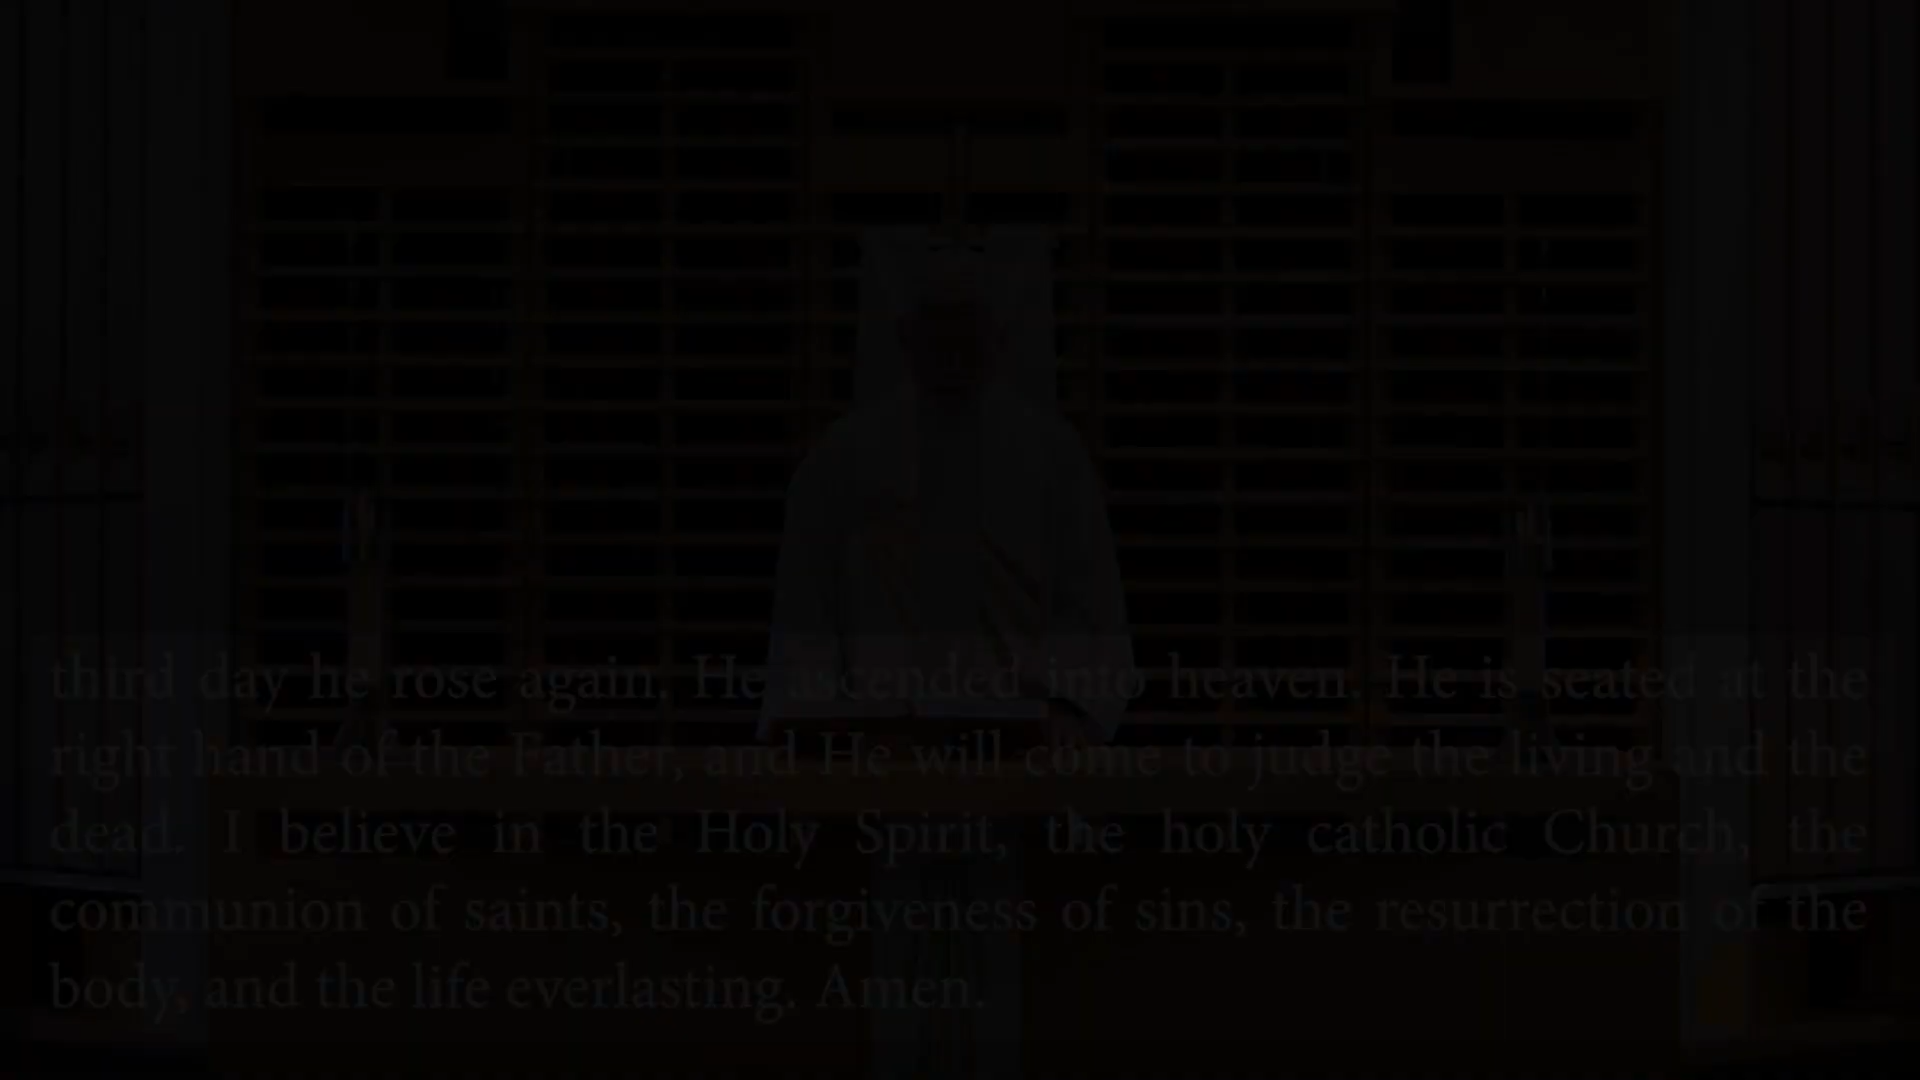 third day he rose again. He ascended into heaven. He is seated at the
right hand of the Father, and He will come to judge the living and the
dead. I believe in the Holy Spirit, the holy catholic Church, the
communion of saints, the forgiveness of sins, the resurrection of the
body, and the life everlasting. Amen.